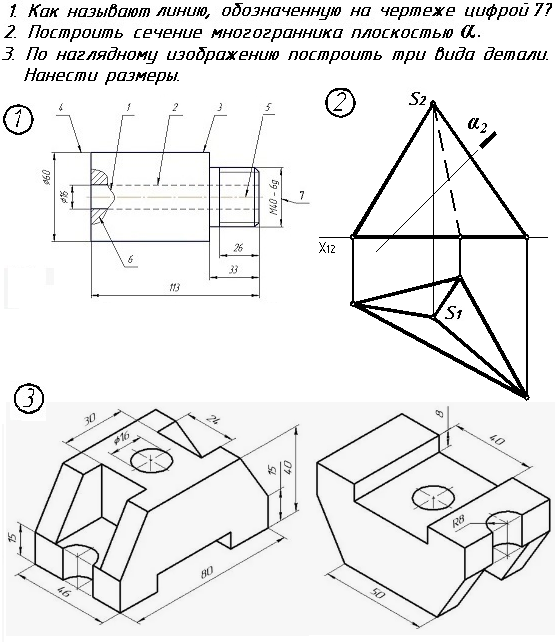 1. Как называют линию, обозначенную на чертеже цифрой 7?
2. Построить сечение многогранника плоскостью α.
3. По наглядному изображению построить три вида детали.
Нанести размеры.
1
4 1 2 3 5
ø60
ø16
M40 - 6g
7
6
26
33
113
2
S2
α2
X12
S1
3
30
ø16
24
15
40
15
46
80
8
40
R8
50